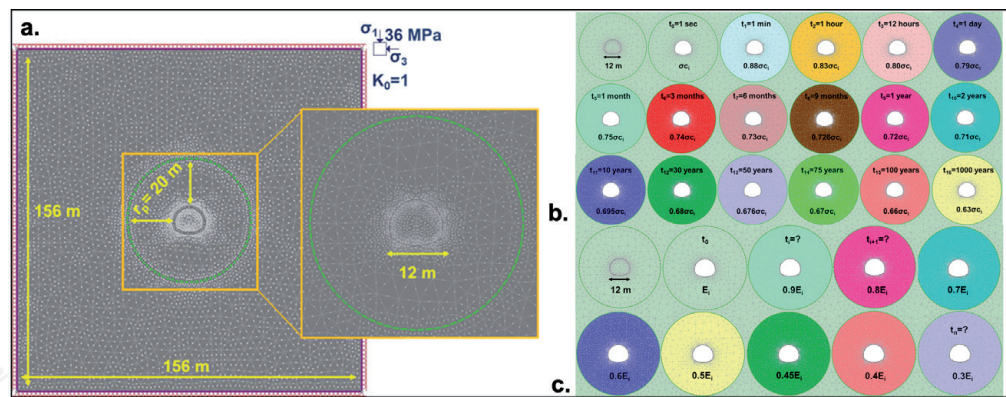 a.
σ₁ 36 MPa
σ₃
K₀=1
156 m
rₚ= 20 m
12 m
156 m
t₀=1 sec
t₁=1 min
t₂=1 hour
t₃=12 hours
t₄=1 day
12 m
σcᵢ
0.88σcᵢ
0.83σcᵢ
0.80σcᵢ
0.79σcᵢ
t₅=1 month
t₆=3 months
t₇=6 months
t₈=9 months
t₉=1 year
t₁₀=2 years
0.75σcᵢ
0.74σcᵢ
0.73σcᵢ
0.726σcᵢ
0.72σcᵢ
0.71σcᵢ
t₁₁=10 years
t₁₂=30 years
t₁₃=50 years
t₁₄=75 years
t₁₅=100 years
t₁₆=1000 years
0.695σcᵢ
0.68σcᵢ
0.676σcᵢ
0.67σcᵢ
0.66σcᵢ
0.63σcᵢ
b.
t₀
tᵢ=?
tᵢ₊₁=?
12 m
Eᵢ
0.9Eᵢ
0.8Eᵢ
0.7Eᵢ
tₙ=?
0.6Eᵢ
0.5Eᵢ
0.45Eᵢ
0.4Eᵢ
0.3Eᵢ
c.